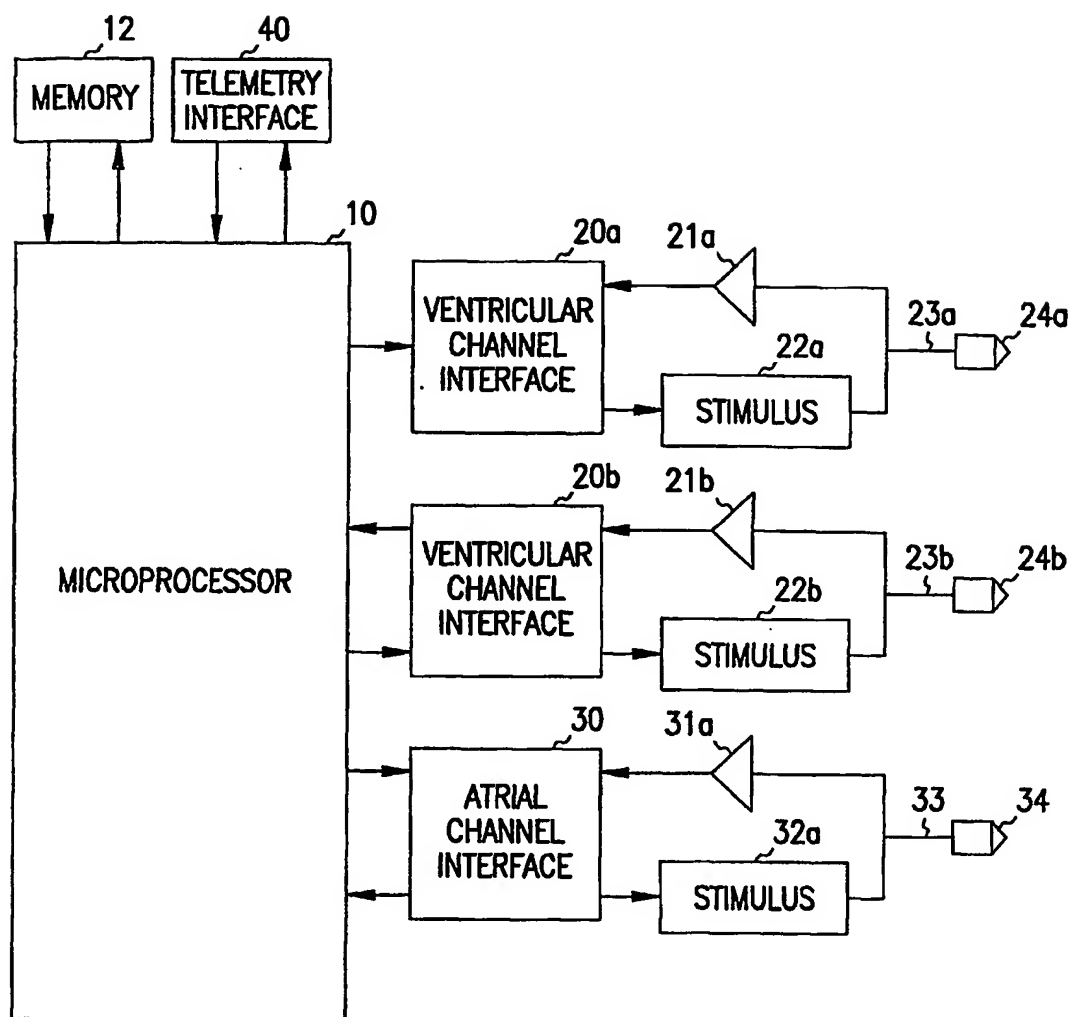 12
40
MEMORY
TELEMETRY
INTERFACE
10
MICROPROCESSOR
20a
21a
VENTRICULAR
CHANNEL
INTERFACE
22a
STIMULUS
23a
24a
20b
21b
VENTRICULAR
CHANNEL
INTERFACE
22b
STIMULUS
23b
24b
30
31a
ATRIAL
CHANNEL
INTERFACE
32a
STIMULUS
33
34